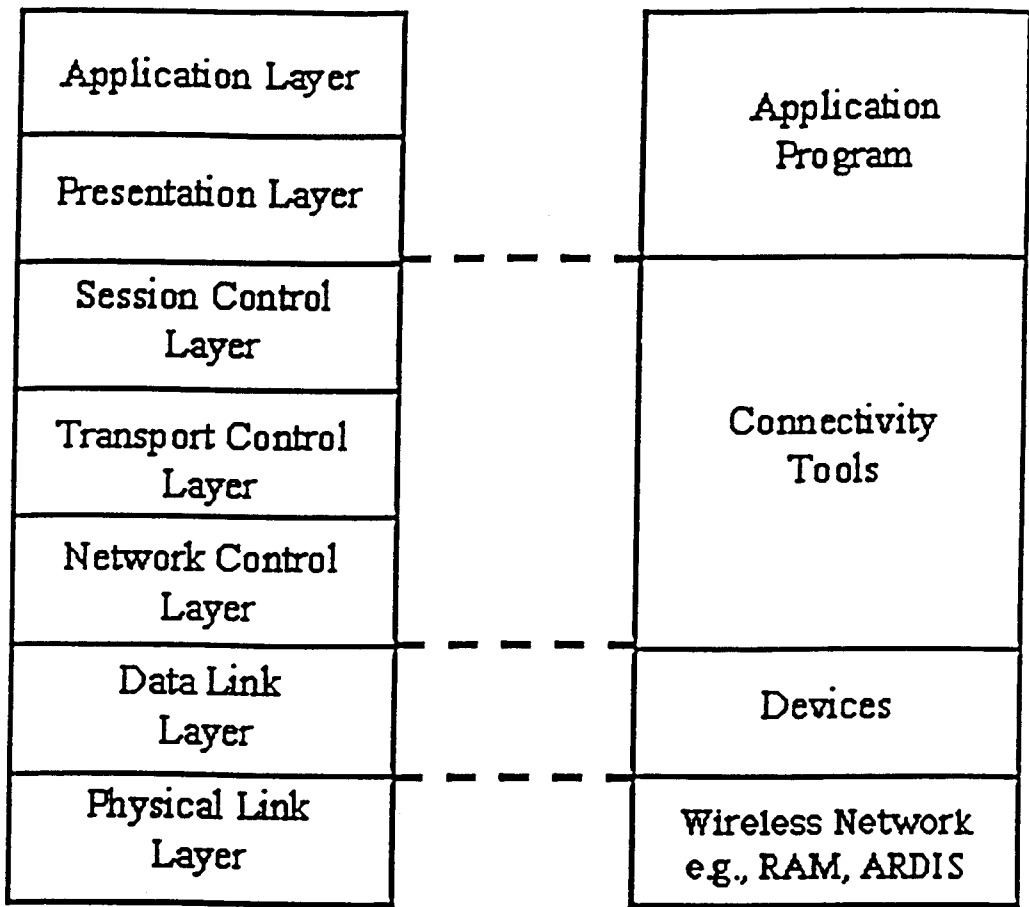 Application Layer
Presentation Layer
Session Control
Layer
Transport Control
Layer
Network Control
Layer
Data Link
Layer
Physical Link
Layer
Application
Program
Connectivity
Tools
Devices
Wireless Network
e.g., RAM, ARDIS